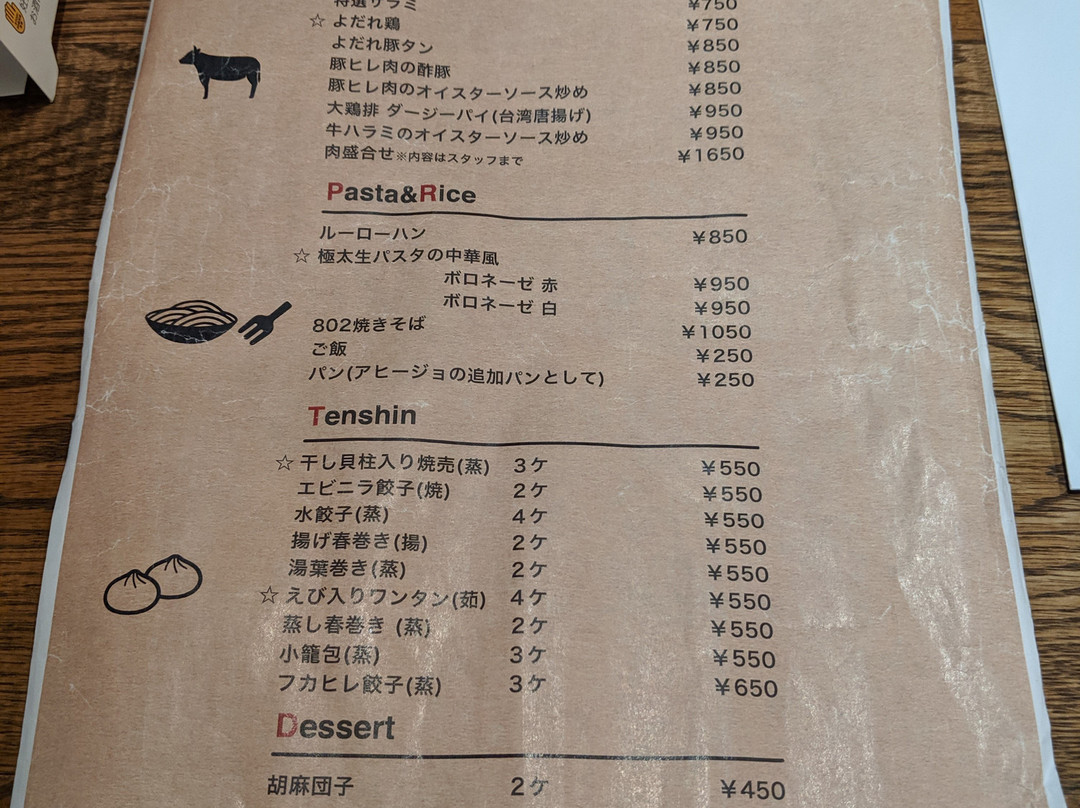 特選サラミ ¥750
☆ よだれ鶏 ¥750
よだれ豚タン ¥850
豚ヒレ肉の酢豚 ¥850
豚ヒレ肉のオイスターソース炒め ¥850
大鶏排 ダージーパイ(台湾唐揚げ) ¥950
牛ハラミのオイスターソース炒め ¥950
肉盛合せ※内容はスタッフまで ¥1650
Pasta&Rice
ルーローハン ¥850
☆ 極太生パスタの中華風
ボロネーゼ 赤 ¥950
ボロネーゼ 白 ¥950
802焼きそば ¥1050
ご飯 ¥250
パン(アヒージョの追加パンとして) ¥250
Tenshin
☆ 干し貝柱入り焼売(蒸) 3ケ ¥550
エビニラ餃子(焼) 2ケ ¥550
水餃子(蒸) 4ケ ¥550
揚げ春巻き(揚) 2ケ ¥550
湯葉巻き(蒸) 2ケ ¥550
☆ えび入りワンタン(茹) 4ケ ¥550
蒸し春巻き (蒸) 2ケ ¥550
小籠包(蒸) 3ケ ¥550
フカヒレ餃子(蒸) 3ケ ¥650
Dessert
胡麻団子 2ケ ¥450